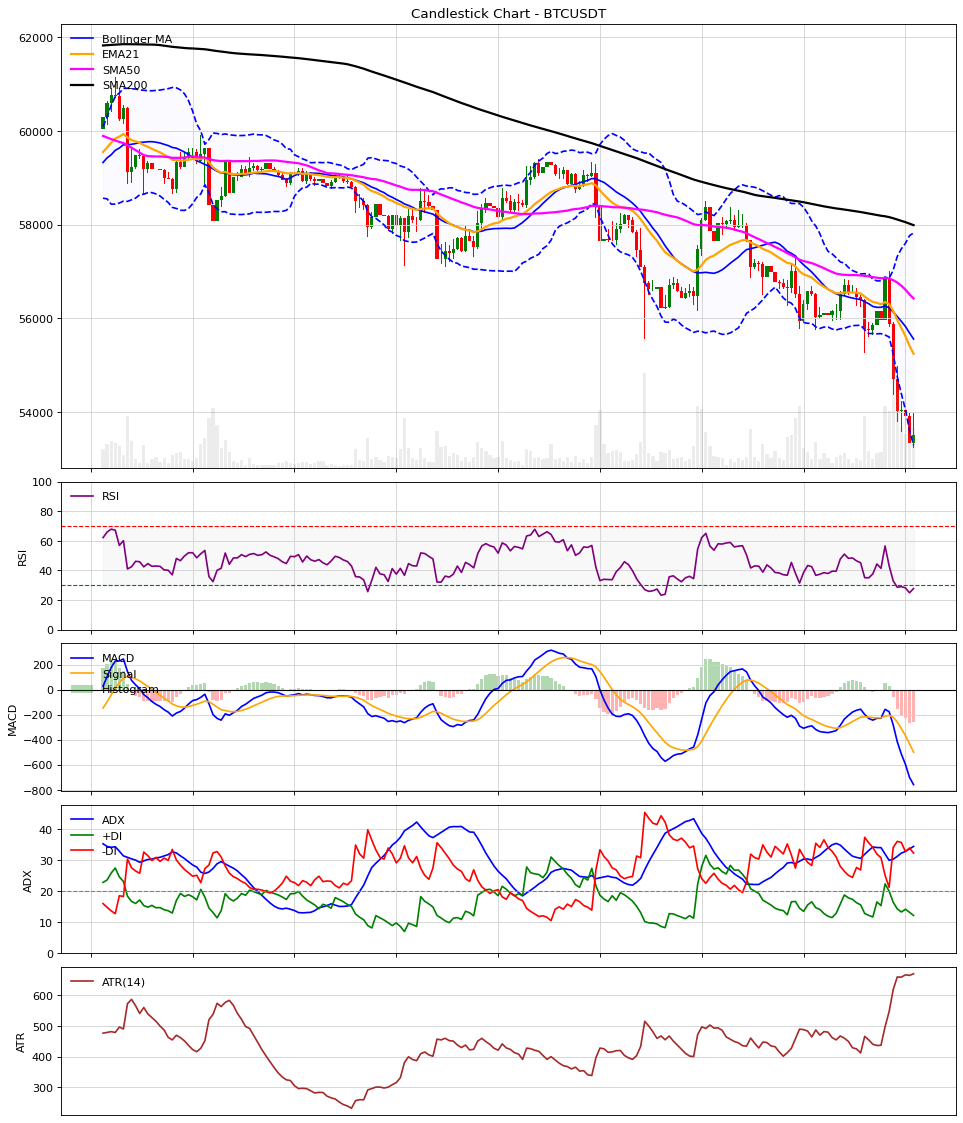 Candlestick Chart - BTCUSDT
62000
60000
58000
56000
54000
Bollinger MA
EMA21
SMA50
SMA200
100
80
60
40
20
0
RSI
RSI
200
0
−200
−400
−600
−800
MACD
MACD
Signal
Histogram
40
30
20
10
0
ADX
ADX
+DI
-DI
600
500
400
300
ATR
ATR(14)